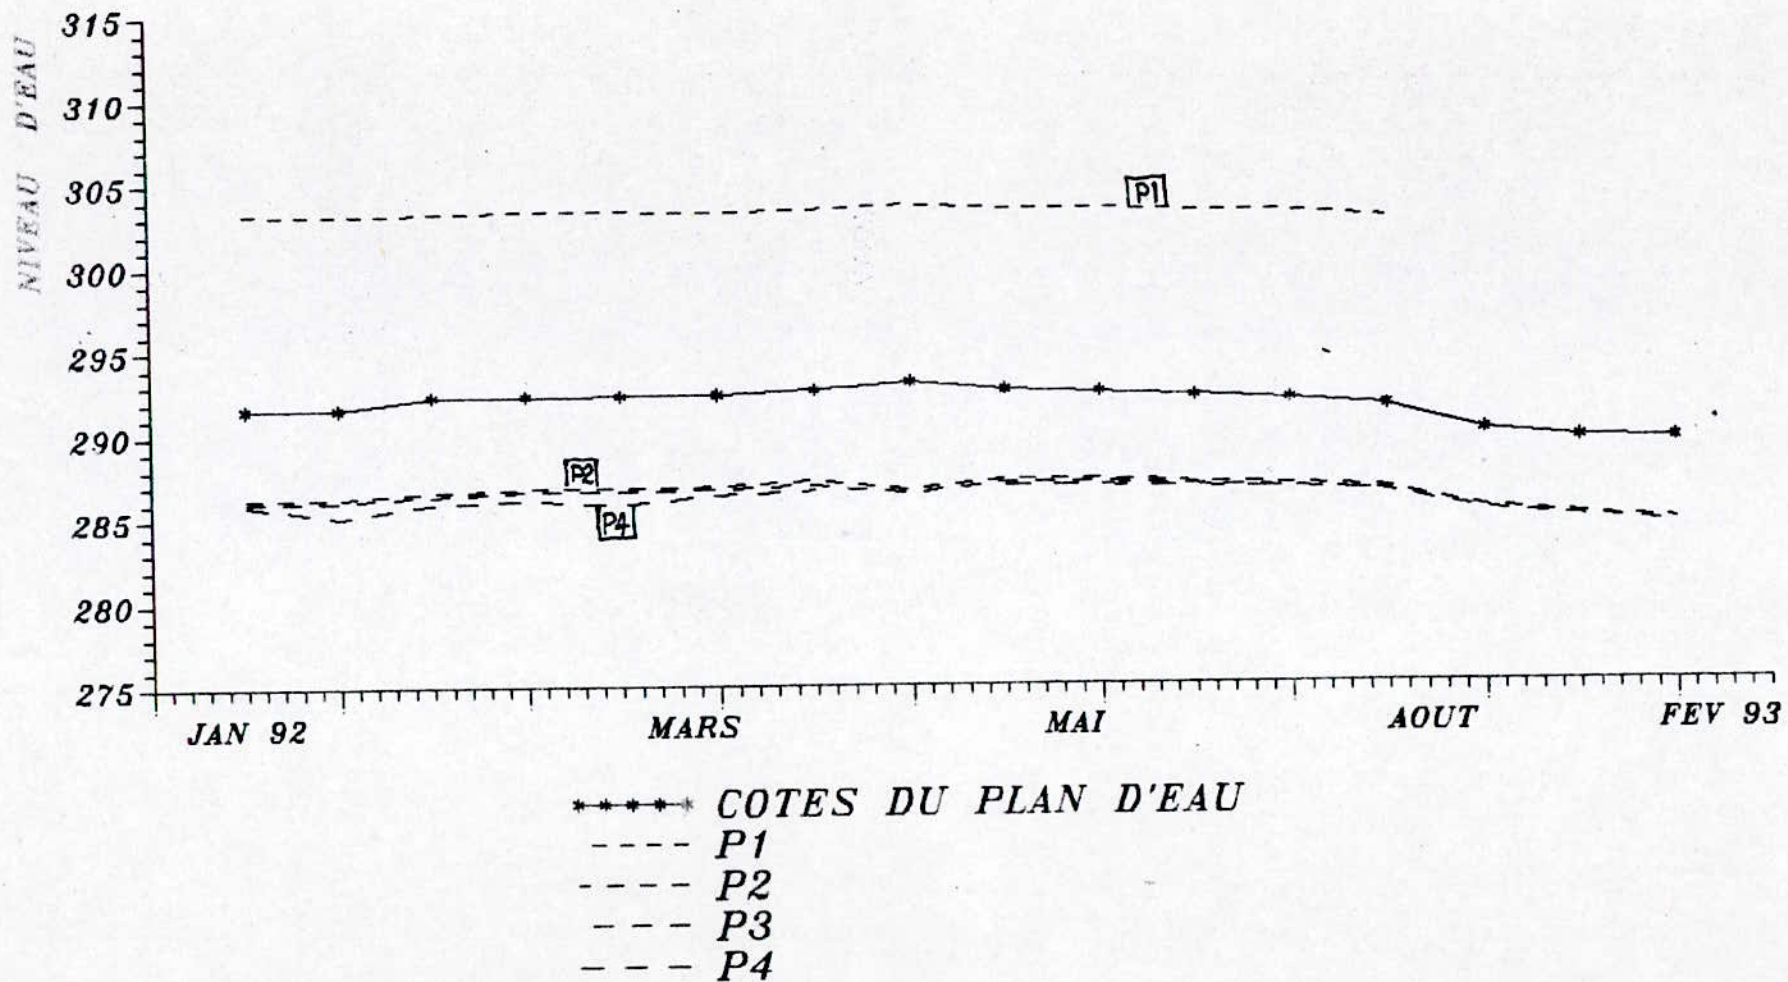 NIVEAU D'EAU
315
310
305
300
295
290
285
280
275
P1
P2
P4
JAN 92 MARS MAI AOUT FEV 93
COTES DU PLAN D'EAU
P1
P2
P3
P4